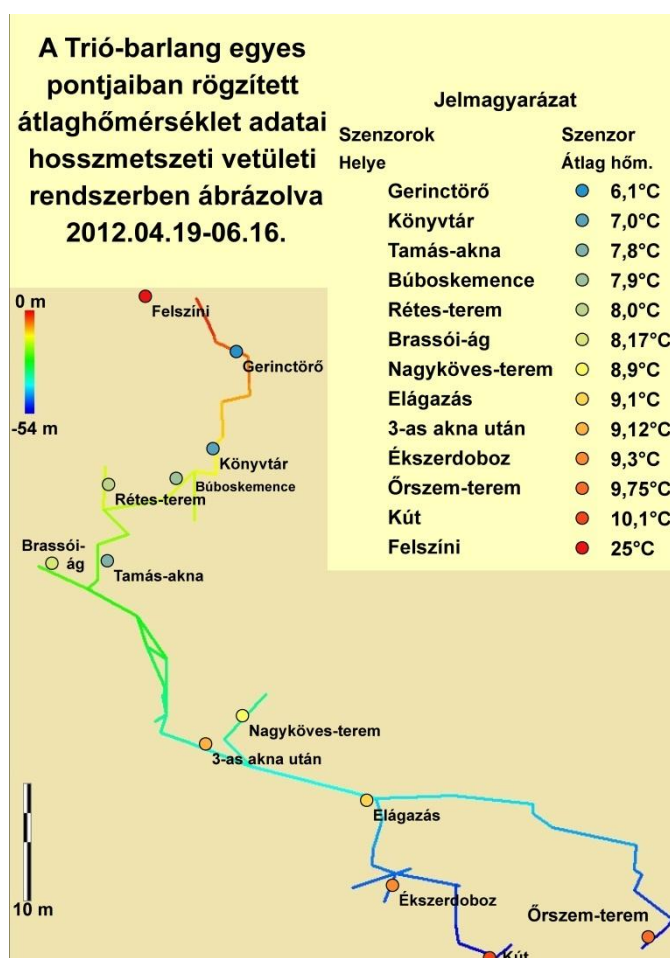 A Trió-barlang egyes
pontjaiban rögzített
átlaghőmérséklet adatai
hosszmetszeti vetületi
rendszerben ábrázolva
2012.04.19-06.16.
Jelmagyarázat
Szenzorok Szenzor
Helye Átlag hőm.
Gerinctörő 6,1°C
Könyvtár 7,0°C
Tamás-akna 7,8°C
Búboskemence 7,9°C
Rétes-terem 8,0°C
Brassói-ág 8,17°C
Nagyköves-terem 8,9°C
Elágazás 9,1°C
3-as akna után 9,12°C
Ékszerdoboz 9,3°C
Őrszem-terem 9,75°C
Kút 10,1°C
Felszíni 25°C
0 m
-54 m
Felszíni
Gerinctörő
Könyvtár
Búboskemence
Rétes-terem
Brassói-
ág
Tamás-akna
Nagyköves-terem
3-as akna után
Elágazás
Ékszerdoboz
Őrszem-terem
Kút
10 m